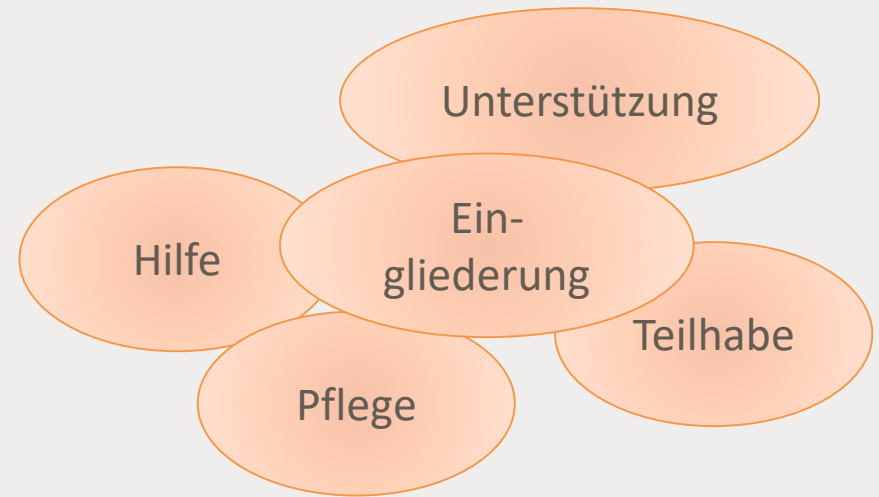 Unterstützung
Ein-
gliederung
Hilfe
Teilhabe
Pflege